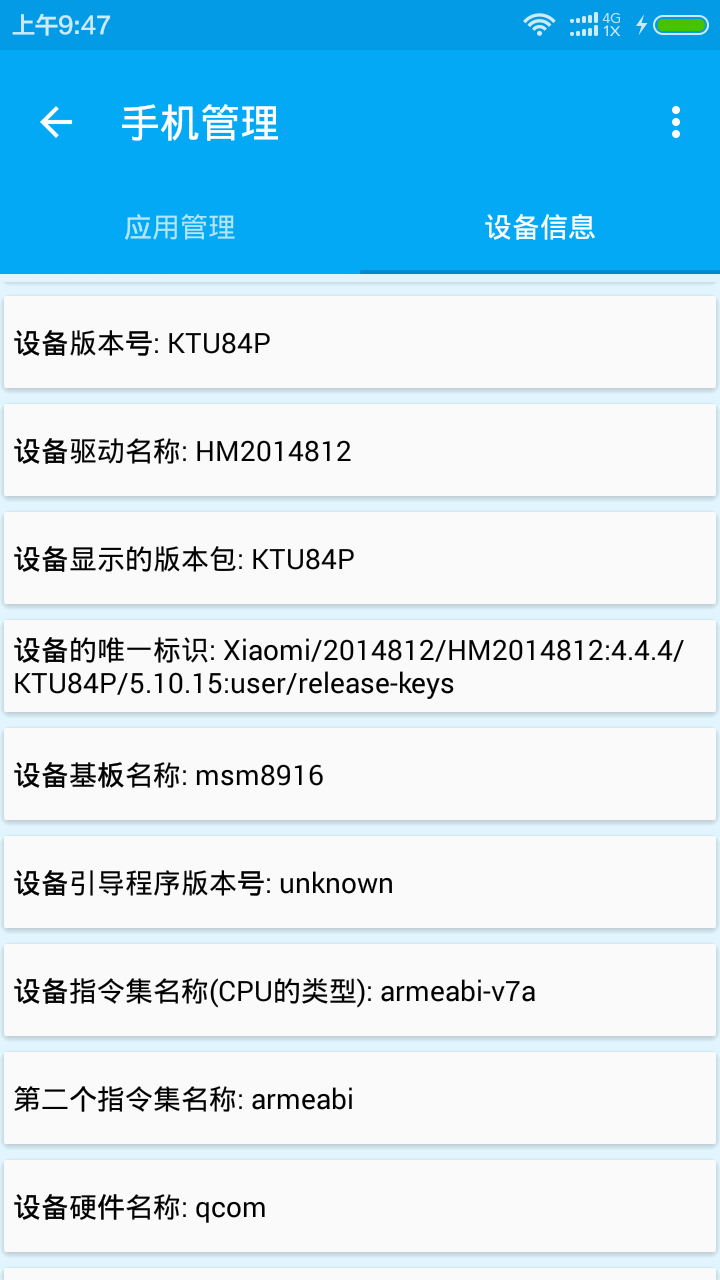 上午9:47
4G
1X
手机管理
应用管理
设备信息
设备版本号: KTU84P
设备驱动名称: HM2014812
设备显示的版本包: KTU84P
设备的唯一标识: Xiaomi/2014812/HM2014812:4.4.4/
KTU84P/5.10.15:user/release-keys
设备基板名称: msm8916
设备引导程序版本号: unknown
设备指令集名称(CPU的类型): armeabi-v7a
第二个指令集名称: armeabi
设备硬件名称: qcom